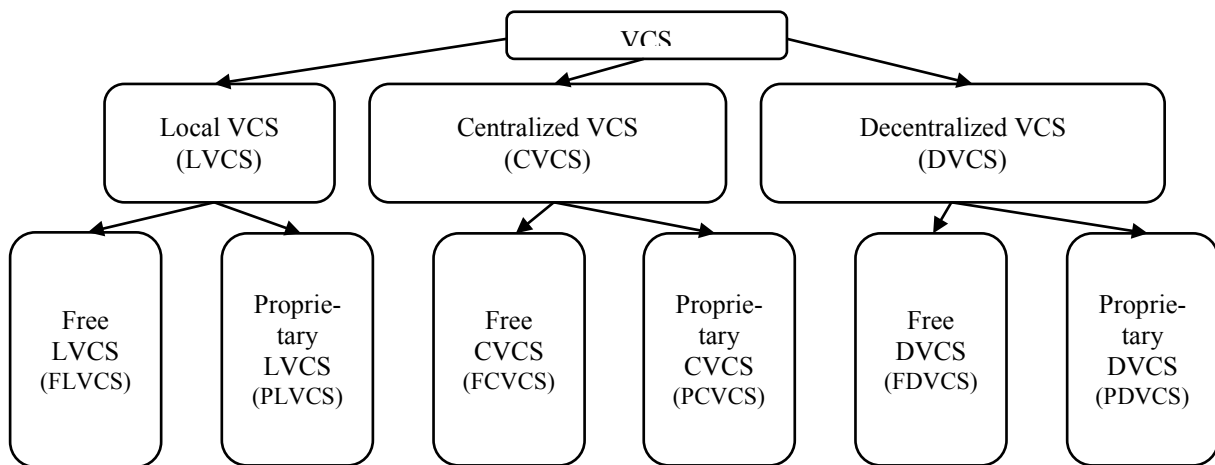 VCS
Local VCS
(LVCS)
Centralized VCS
(CVCS)
Decentralized VCS
(DVCS)
Free
LVCS
(FLVCS)
Proprie-
tary
LVCS
(PLVCS)
Free
CVCS
(FCVCS)
Proprie-
tary
CVCS
(PCVCS)
Free
DVCS
(FDVCS)
Proprie-
tary
DVCS
(PDVCS)